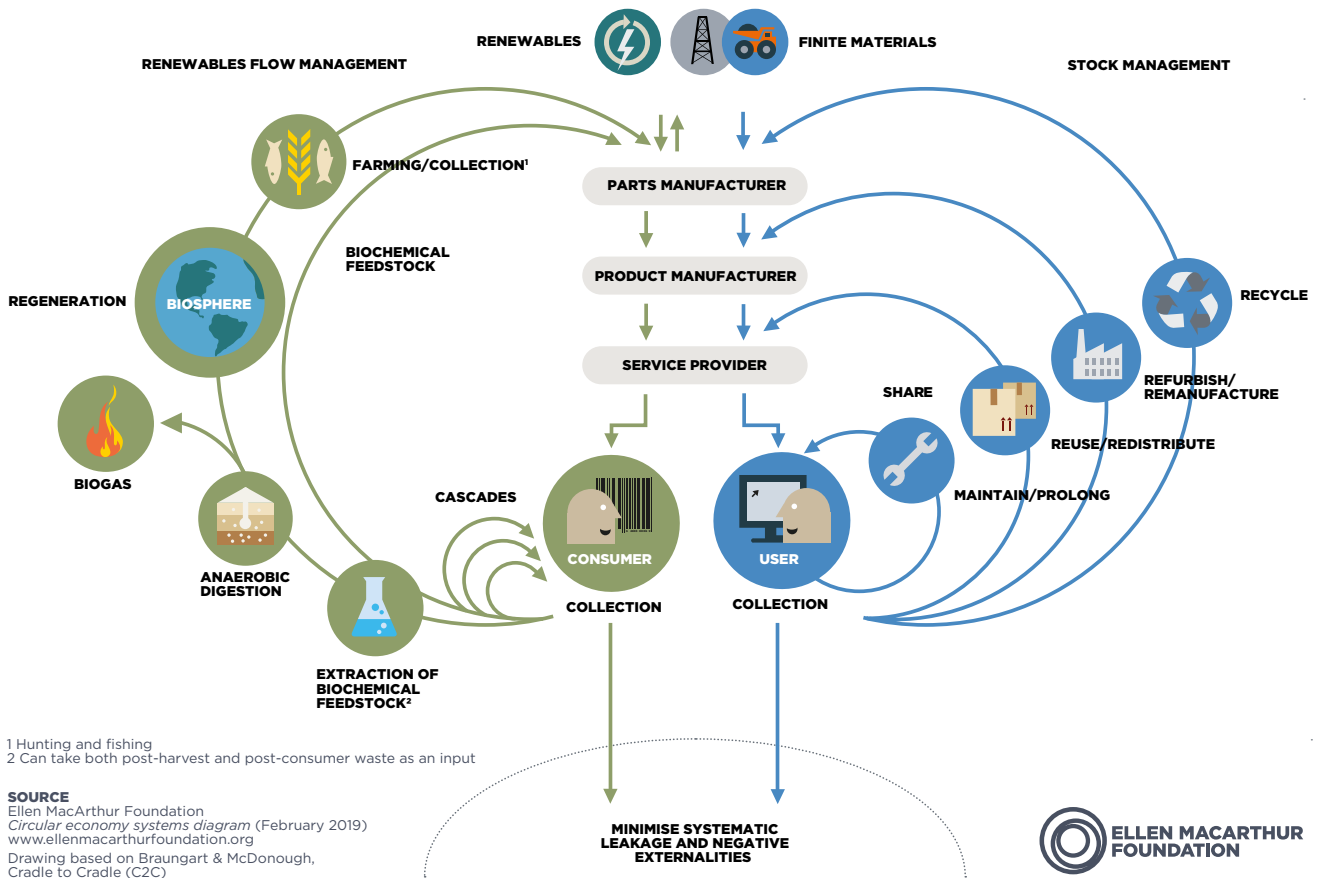 RENEWABLES
FINITE MATERIALS
RENEWABLES FLOW MANAGEMENT
STOCK MANAGEMENT
FARMING/COLLECTION¹
PARTS MANUFACTURER
BIOCHEMICAL
FEEDSTOCK
PRODUCT MANUFACTURER
REGENERATION
BIOSPHERE
RECYCLE
SERVICE PROVIDER
SHARE
REFURBISH/
REMANUFACTURE
REUSE/REDISTRIBUTE
BIOGAS
CASCADES
MAINTAIN/PROLONG
CONSUMER
USER
ANAEROBIC
DIGESTION
COLLECTION
COLLECTION
EXTRACTION OF
BIOCHEMICAL
FEEDSTOCK²
1 Hunting and fishing
2 Can take both post-harvest and post-consumer waste as an input
SOURCE
Ellen MacArthur Foundation
Circular economy systems diagram (February 2019)
www.ellenmacarthurfoundation.org
Drawing based on Braungart & McDonough,
Cradle to Cradle (C2C)
MINIMISE SYSTEMATIC
LEAKAGE AND NEGATIVE
EXTERNALITIES
ELLEN MACARTHUR
FOUNDATION